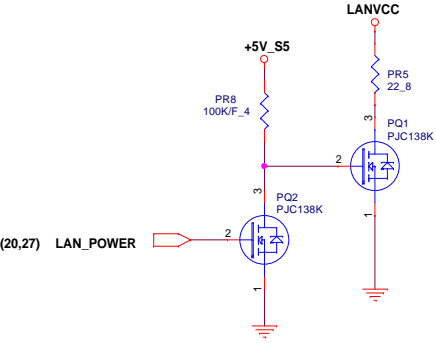 LANVCC
+5V_S5
PR5
22_8
PR8
100K/F_4
3
PQ1
PJC138K
2
3
PQ2
PJC138K
1
(20,27) LAN_POWER
2
1